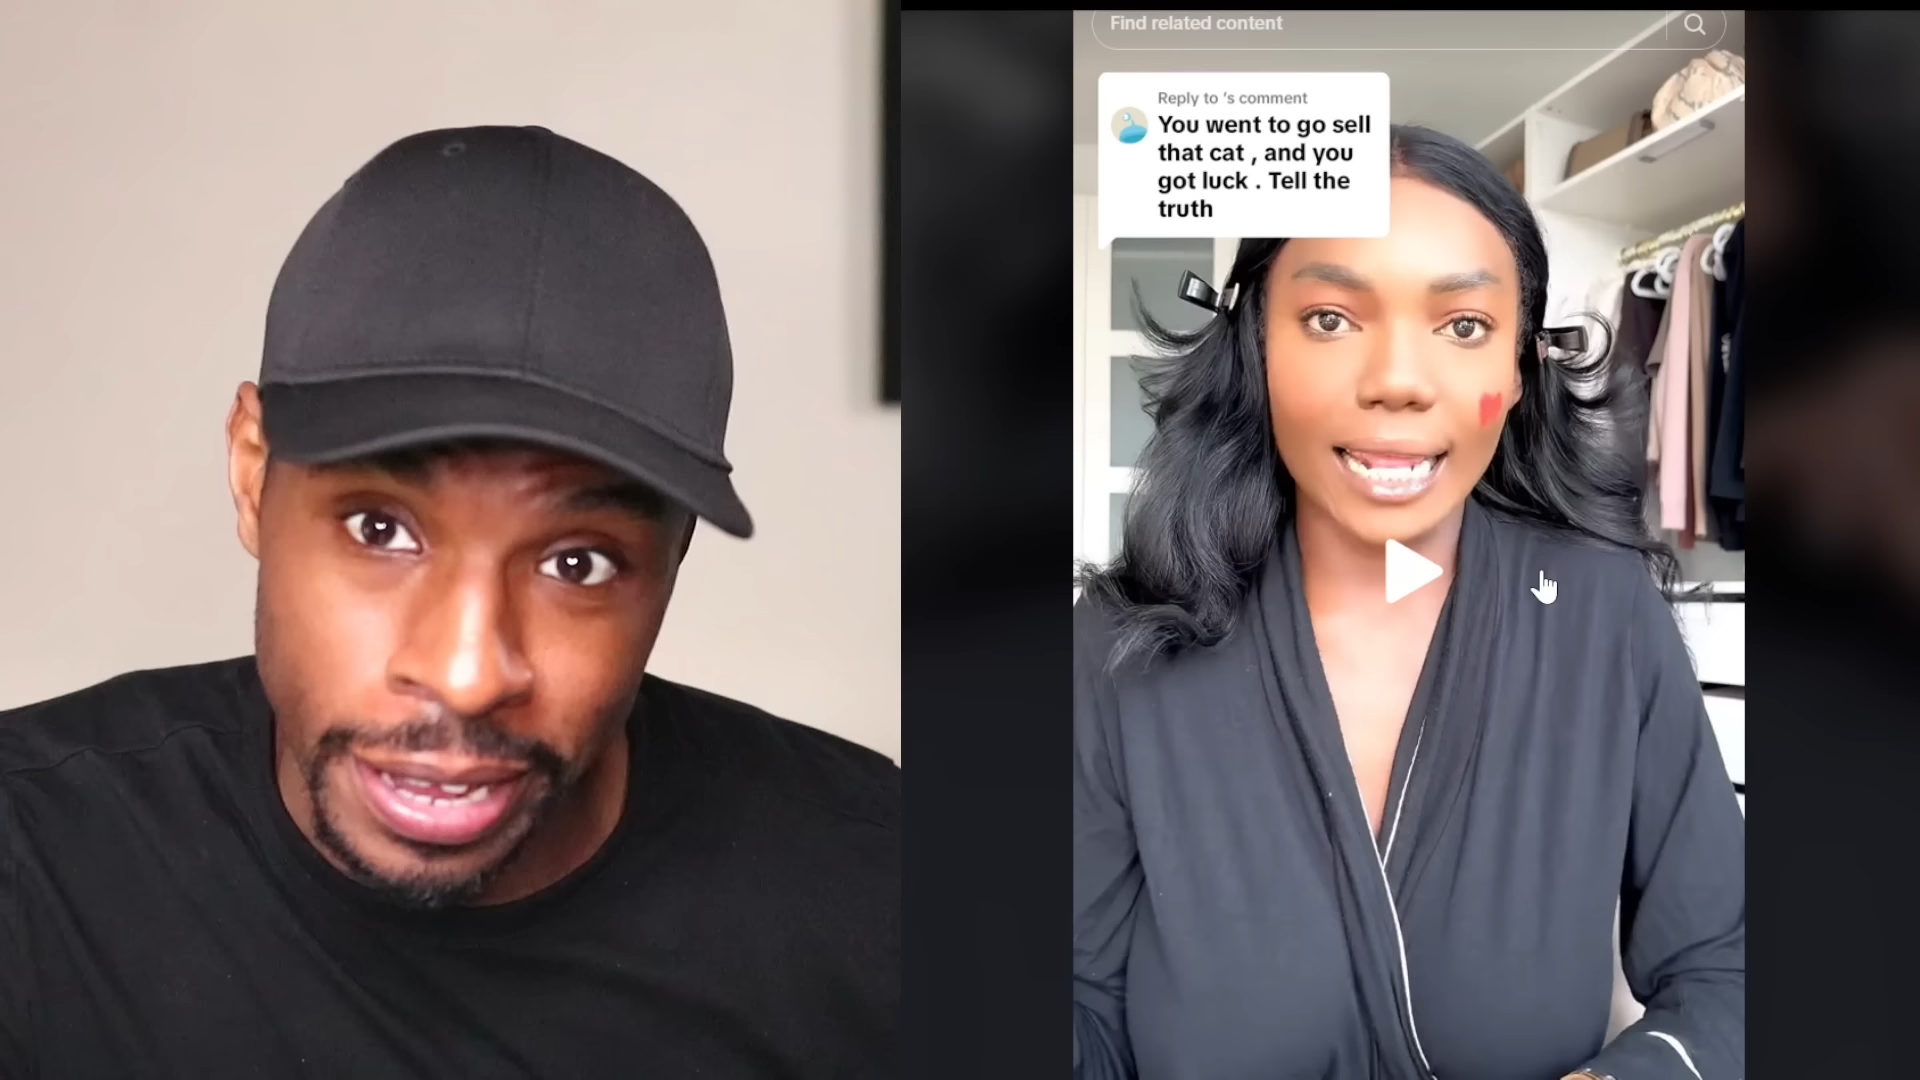 Find related content
Reply to 's comment
You went to go sell
that cat , and you
got luck . Tell the
truth